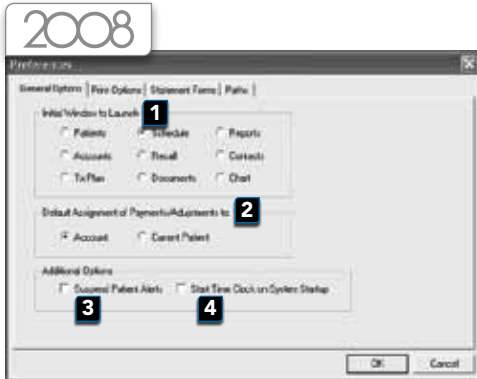 2008
Preferences
General Options Print Options Statement Forms Paths
Initial Window to Launch 1
Patients Schedule Reports
Accounts Recall Contacts
Tx Plan Documents Chart
Default Assignment of Payments/Adjustments to: 2
Account Current Patient
Additional Options
Suspend Patient Alerts Start Time Clock on System Startup
3 4
OK Cancel